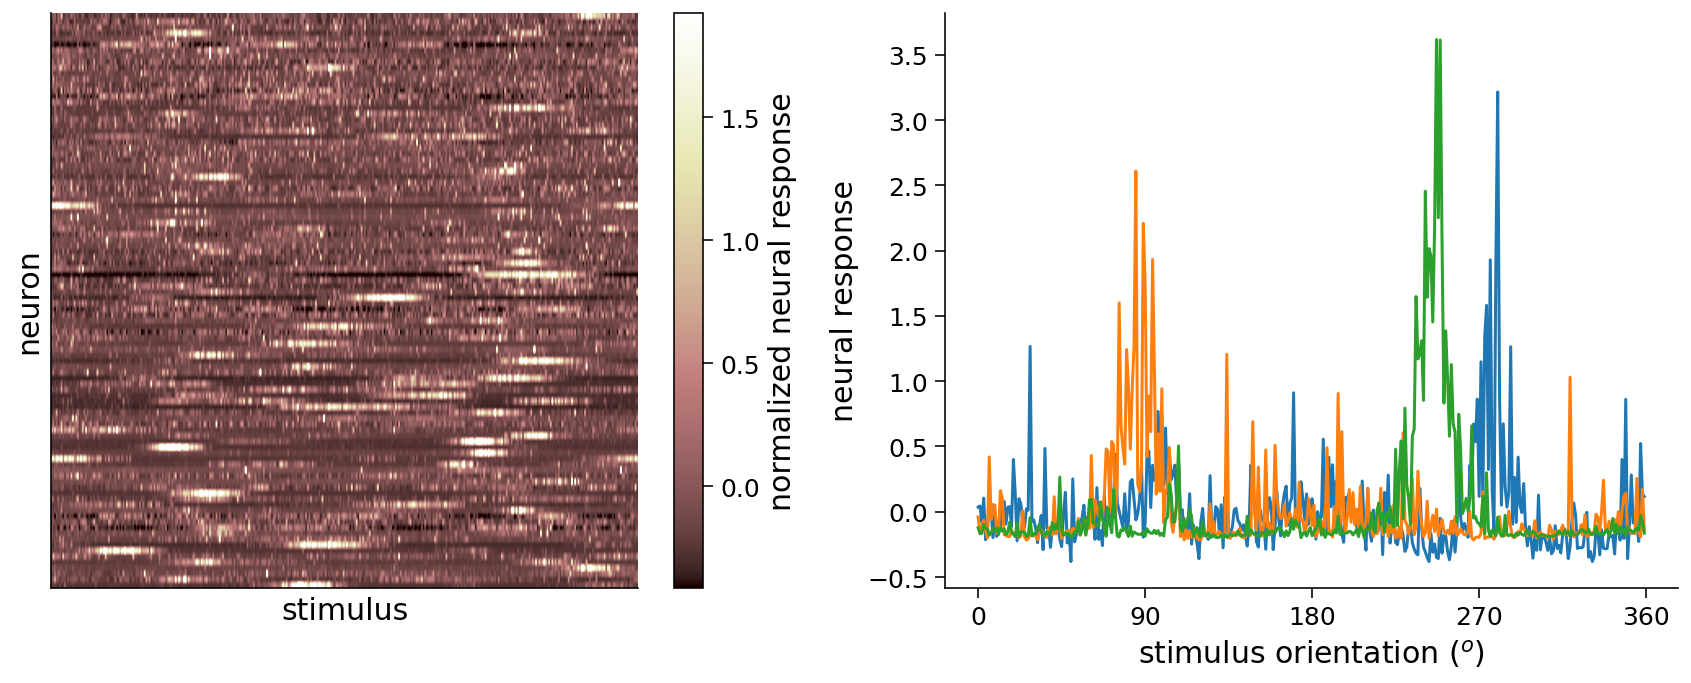 neuron
stimulus
1.5
1.0
0.5
0.0
normalized neural response
neural response
3.5
3.0
2.5
2.0
1.5
1.0
0.5
0.0
−0.5
0 90 180 270 360
stimulus orientation (º)